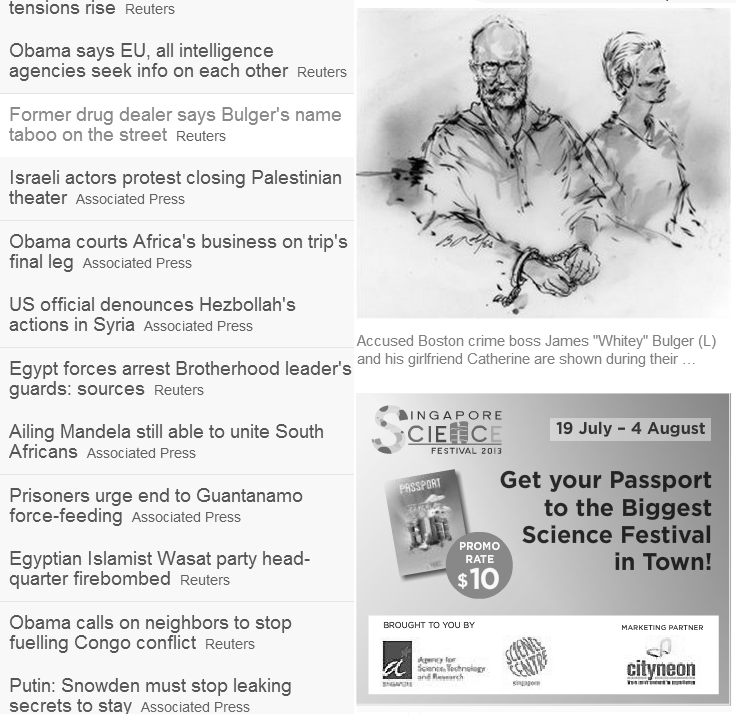 tensions rise Reuters
Obama says EU, all intelligence
agencies seek info on each other Reuters
Former drug dealer says Bulger's name
taboo on the street Reuters
Israeli actors protest closing Palestinian
theater Associated Press
Obama courts Africa's business on trip's
final leg Associated Press
US official denounces Hezbollah's
actions in Syria Associated Press
Egypt forces arrest Brotherhood leader's
guards: sources Reuters
Ailing Mandela still able to unite South
Africans Associated Press
Prisoners urge end to Guantanamo
force-feeding Associated Press
Egyptian Islamist Wasat party head-
quarter firebombed Reuters
Obama calls on neighbors to stop
fuelling Congo conflict Reuters
Putin: Snowden must stop leaking
secrets to stay Associated Press
Accused Boston crime boss James "Whitey" Bulger (L)
and his girlfriend Catherine are shown during their …
SINGAPORE
SCIENCE
FESTIVAL 2013
19 July – 4 August
Get your Passport
to the Biggest
Science Festival
in Town!
PASSPORT
PROMO
RATE
$10
BROUGHT TO YOU BY
MARKETING PARTNER
Agency for
Science, Technology
and Research
SINGAPORE
SCIENCE
CENTRE
singapore
cityneon